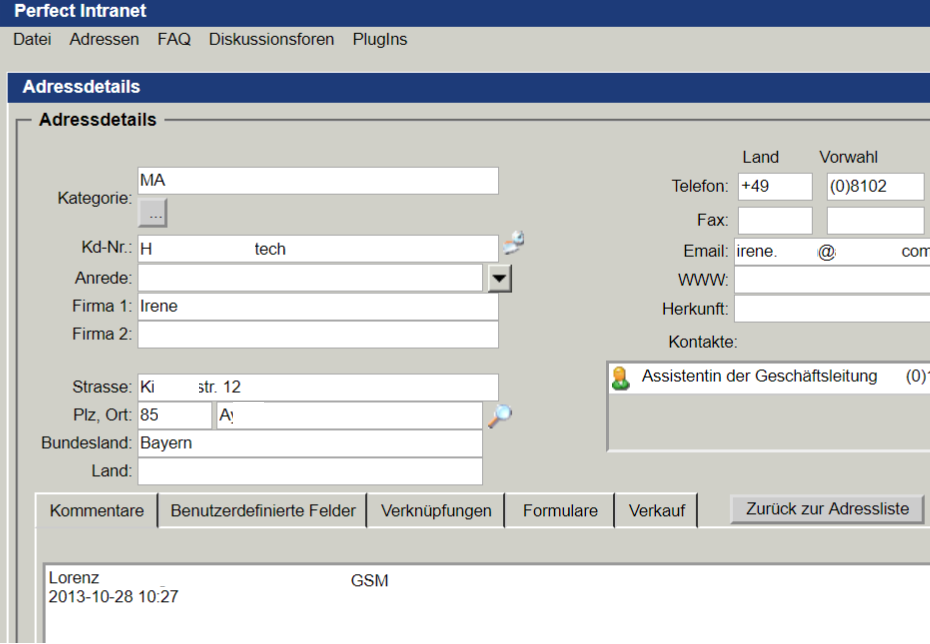 Perfect Intranet
Datei Adressen FAQ Diskussionsforen PlugIns
Adressdetails
Adressdetails
Land Vorwahl
Kategorie: MA
...
Telefon: +49 (0)8102
Fax:
Kd-Nr.: H tech
Email: irene. @ com
Anrede:
WWW:
Firma 1: Irene
Herkunft:
Firma 2:
Kontakte:
Assistentin der Geschäftsleitung
Strasse: Ki str. 12
Plz, Ort: 85
Bundesland: Bayern
Land:
Kommentare Benutzerdefinierte Felder Verknüpfungen Formulare Verkauf Zurück zur Adressliste
Lorenz GSM
2013-10-28 10:27